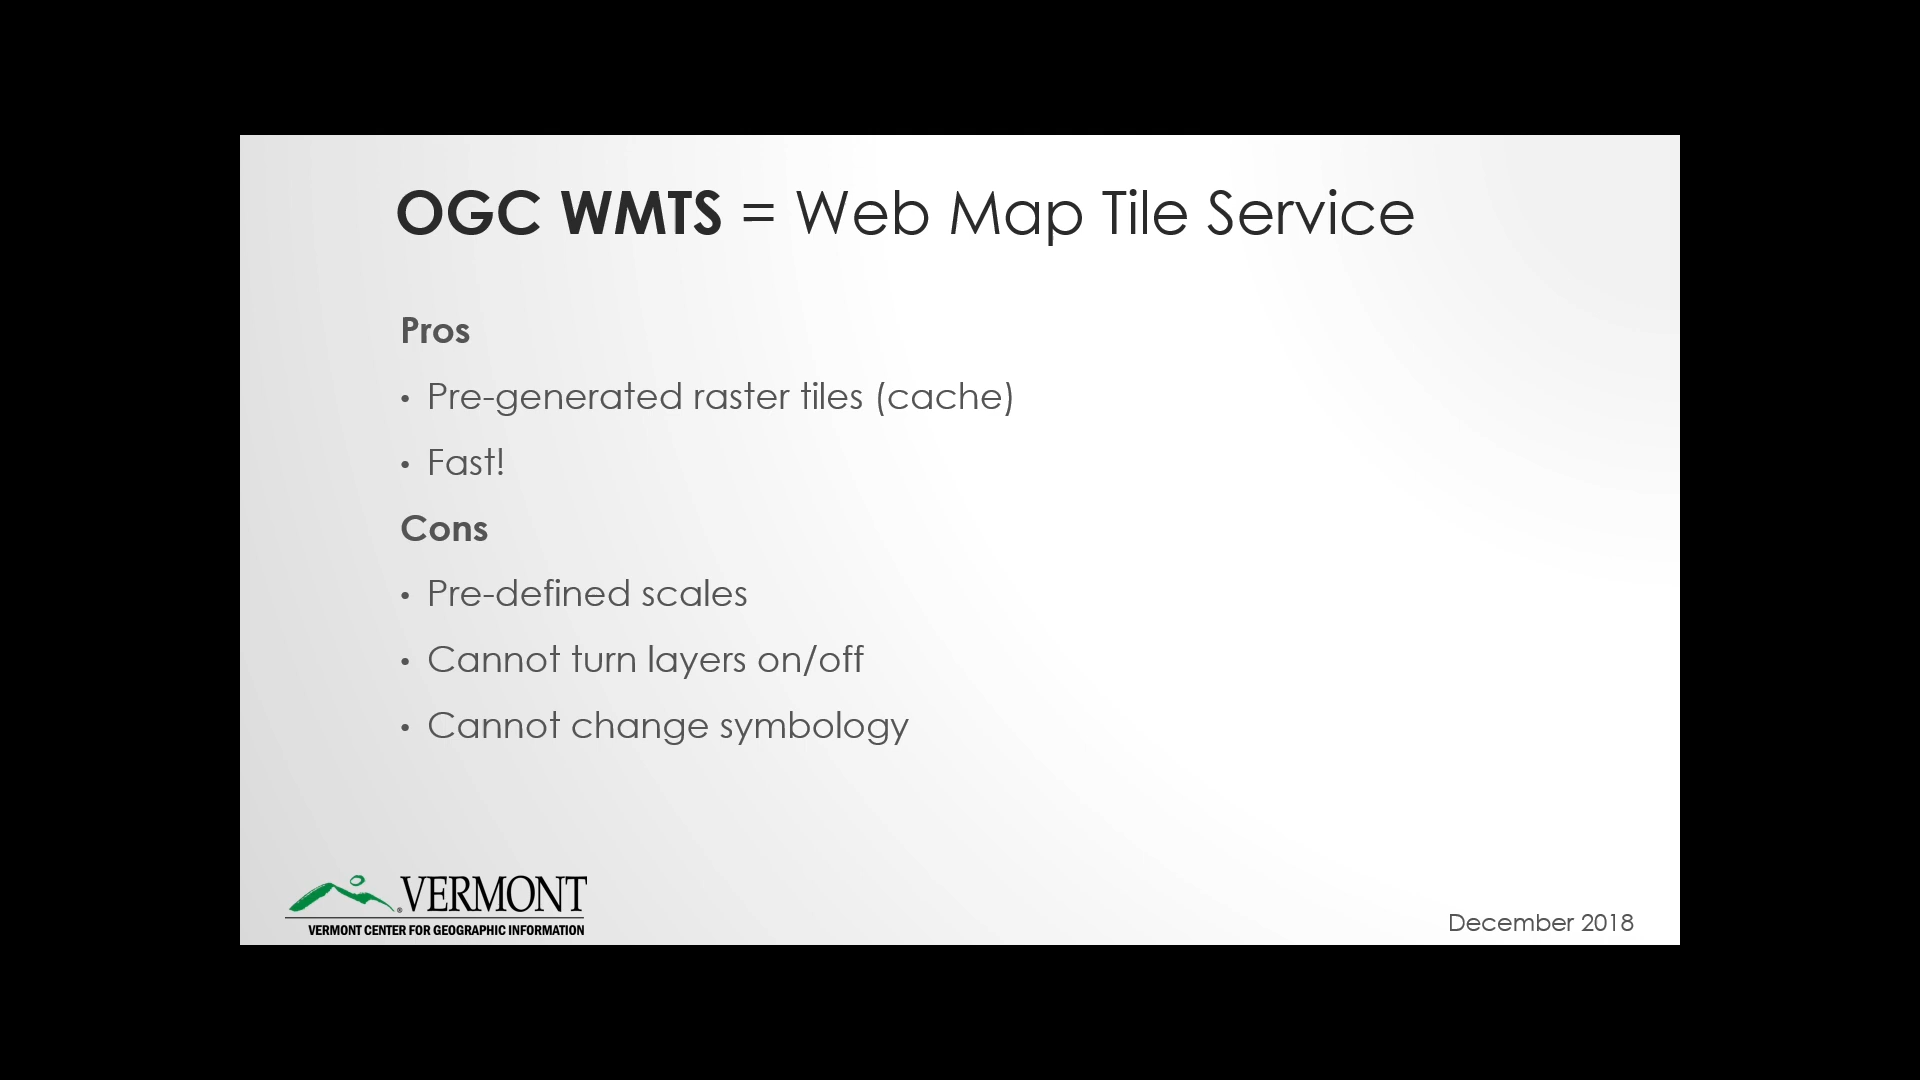 OGC WMTS = Web Map Tile Service
Pros
• Pre-generated raster tiles (cache)
• Fast!
Cons
• Pre-defined scales
• Cannot turn layers on/off
• Cannot change symbology
VERMONT
VERMONT CENTER FOR GEOGRAPHIC INFORMATION
December 2018